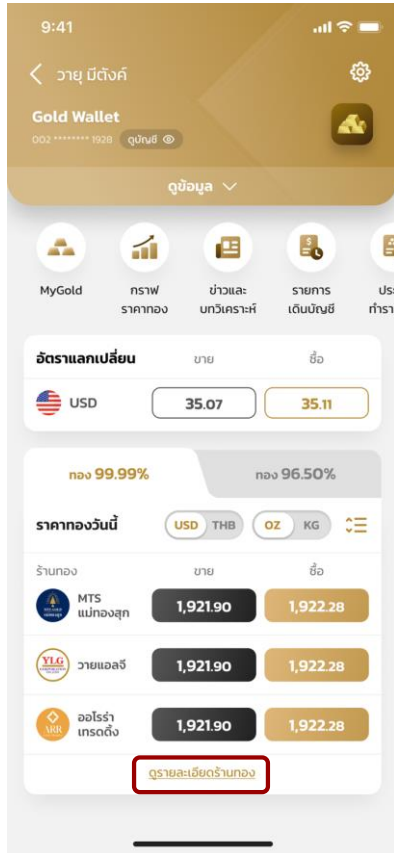 9:41
วายุ มีตังค์
Gold Wallet
002 ******** 1928 ดูบัญชี
ดูข้อมูล
MyGold
กราฟ
ราคาทอง
ข่าวและ
บทวิเคราะห์
รายการ
เดินบัญชี
อัตราแลกเปลี่ยน ขาย ซื้อ
USD 35.07 35.11
ทอง 99.99% ทอง 96.50%
ราคาทองวันนี้ USD THB OZ KG
ร้านทอง ขาย ซื้อ
MTS
แม่ทองสุก
1,921.90 1,922.28
YLG
วายแอลจี 1,921.90 1,922.28
ARR
ออโรร่า
เทรดดิ้ง
1,921.90 1,922.28
ดูรายละเอียดร้านทอง